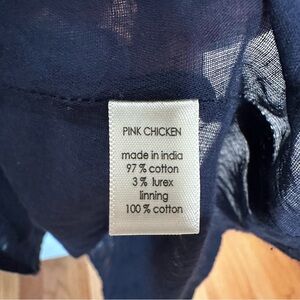 PINK CHICKEN
made in india
97 % cotton
3 % lurex
linning
100 % cotton